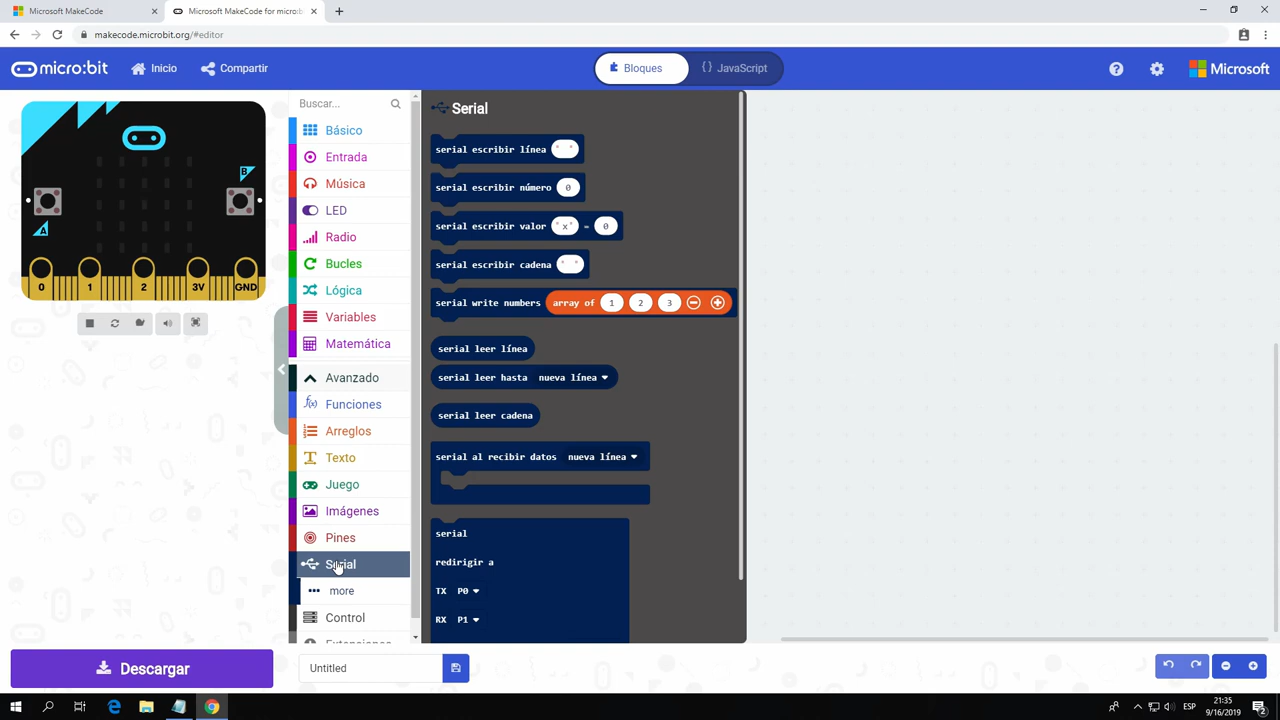 Microsoft MakeCode
Microsoft MakeCode for micro:bit
makecode.microbit.org/#editor
micro:bit
Inicio
Compartir
Bloques
{} JavaScript
Microsoft
Buscar...
Básico
Entrada
Música
LED
Radio
Bucles
Lógica
Variables
Matemática
Avanzado
Funciones
Arreglos
Texto
Juego
Imágenes
Pines
Serial
more
Control
Extensiones
A
B
0 1 2 3V GND
Serial
serial escribir línea " "
serial escribir número 0
serial escribir valor "x" = 0
serial escribir cadena " "
serial write numbers array of 1 2 3
serial leer línea
serial leer hasta nueva línea
serial leer cadena
serial al recibir datos nueva línea
serial
redirigir a
TX P0
RX P1
Descargar
Untitled
ESP
21:35
9/16/2019
2